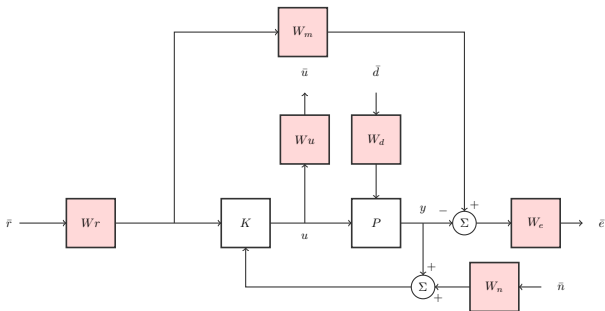 W_m
ū
d̄
Wu
W_d
r̄
Wr
K
u
P
y
−
+
Σ
W_e
ē
+
Σ
+
W_n
n̄